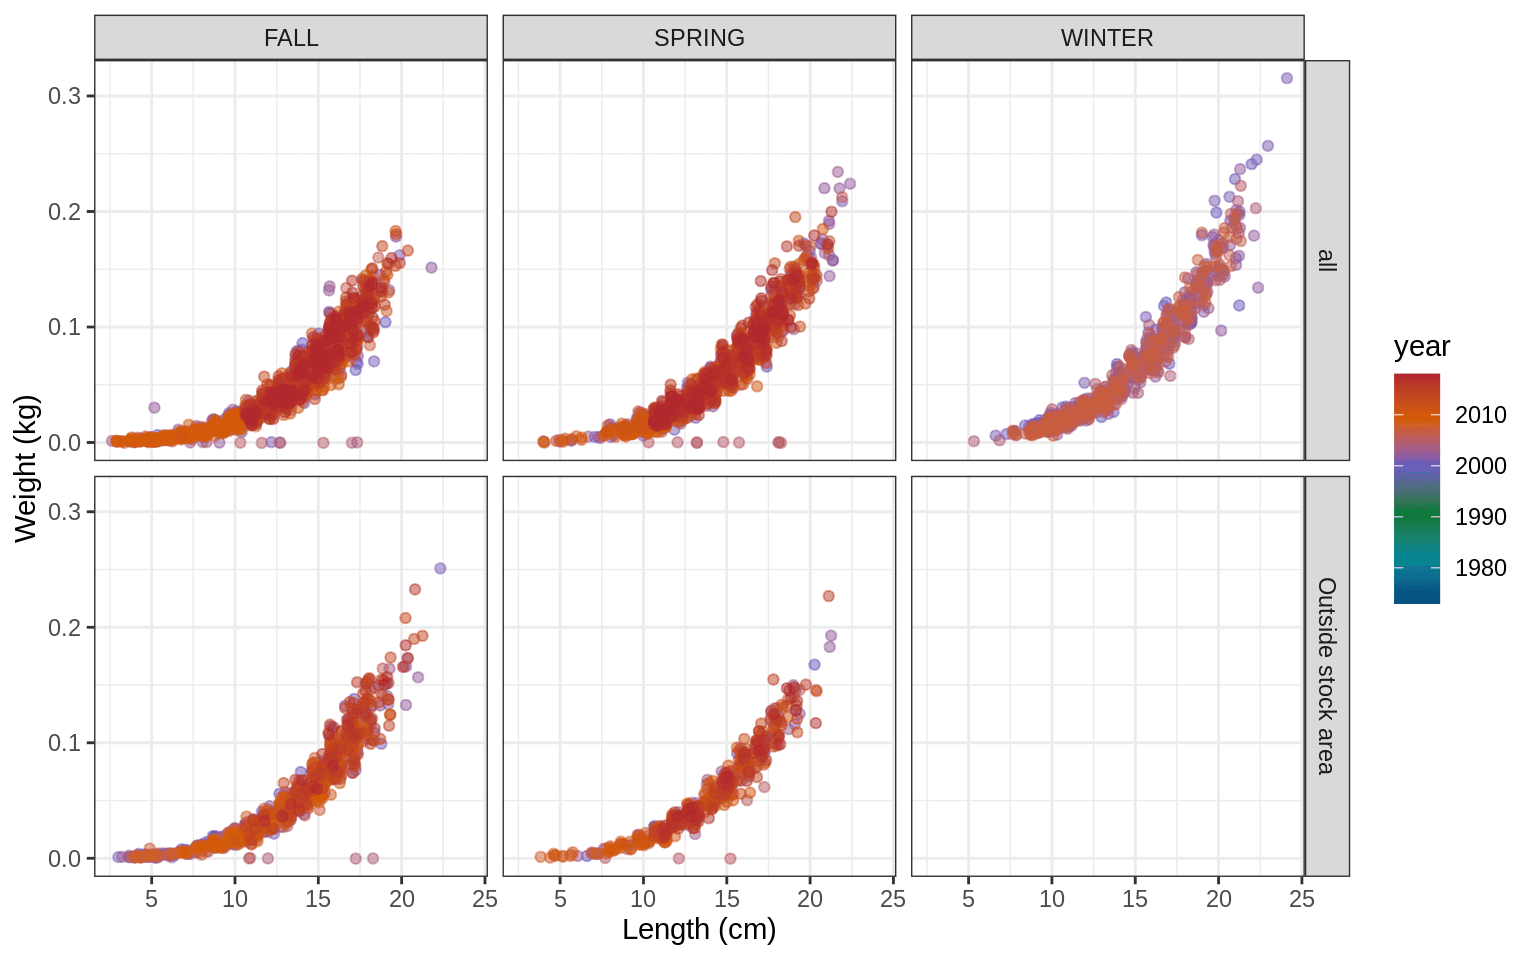 FALL SPRING WINTER
0.3
0.2
0.1
0.0
all
Weight (kg)
0.3
0.2
0.1
0.0
Outside stock area
5 10 15 20 25 5 10 15 20 25 5 10 15 20 25
Length (cm)
year
2010
2000
1990
1980